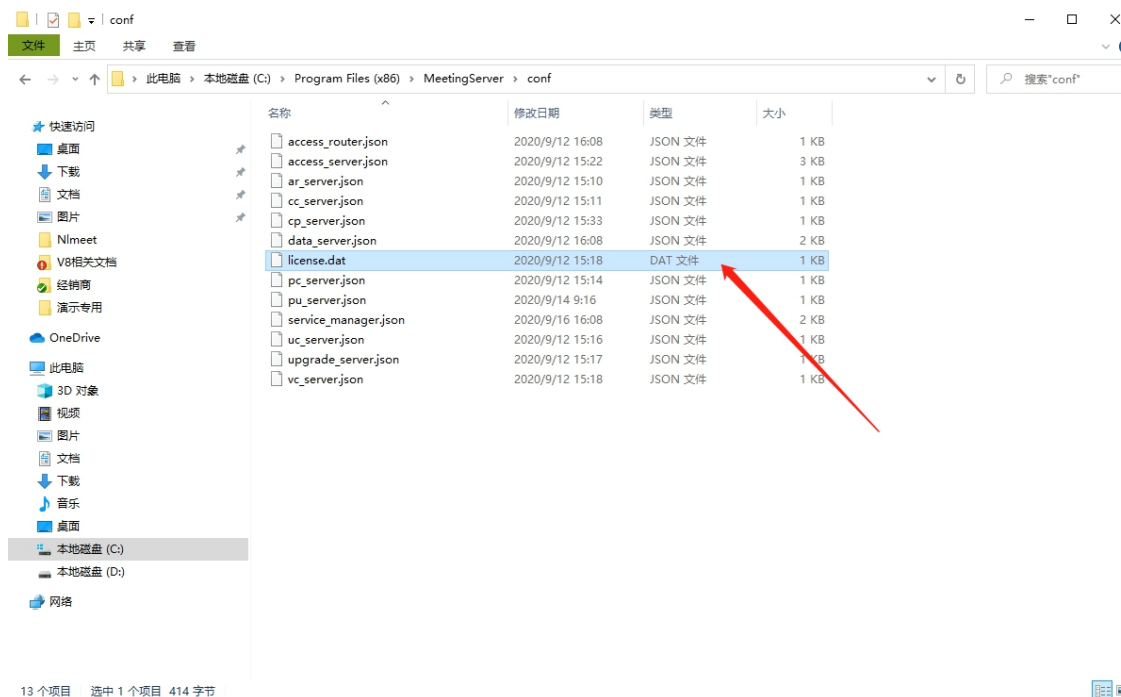 conf
文件 主页 共享 查看
此电脑 › 本地磁盘 (C:) › Program Files (x86) › MeetingServer › conf 搜索"conf"
名称 修改日期 类型 大小
快速访问
桌面
下载
文档
图片
Nlmeet
V8相关文档
经销商
演示专用
OneDrive
此电脑
3D 对象
视频
图片
文档
下载
音乐
桌面
本地磁盘 (C:)
本地磁盘 (D:)
网络
access_router.json 2020/9/12 16:08 JSON 文件 1 KB
access_server.json 2020/9/12 15:22 JSON 文件 3 KB
ar_server.json 2020/9/12 15:10 JSON 文件 1 KB
cc_server.json 2020/9/12 15:11 JSON 文件 1 KB
cp_server.json 2020/9/12 15:33 JSON 文件 1 KB
data_server.json 2020/9/12 16:08 JSON 文件 2 KB
license.dat 2020/9/12 15:18 DAT 文件 1 KB
pc_server.json 2020/9/12 15:14 JSON 文件 1 KB
pu_server.json 2020/9/14 9:16 JSON 文件 1 KB
service_manager.json 2020/9/16 16:08 JSON 文件 2 KB
uc_server.json 2020/9/12 15:16 JSON 文件 1 KB
upgrade_server.json 2020/9/12 15:17 JSON 文件 1 KB
vc_server.json 2020/9/12 15:18 JSON 文件 1 KB
13 个项目 选中 1 个项目 414 字节